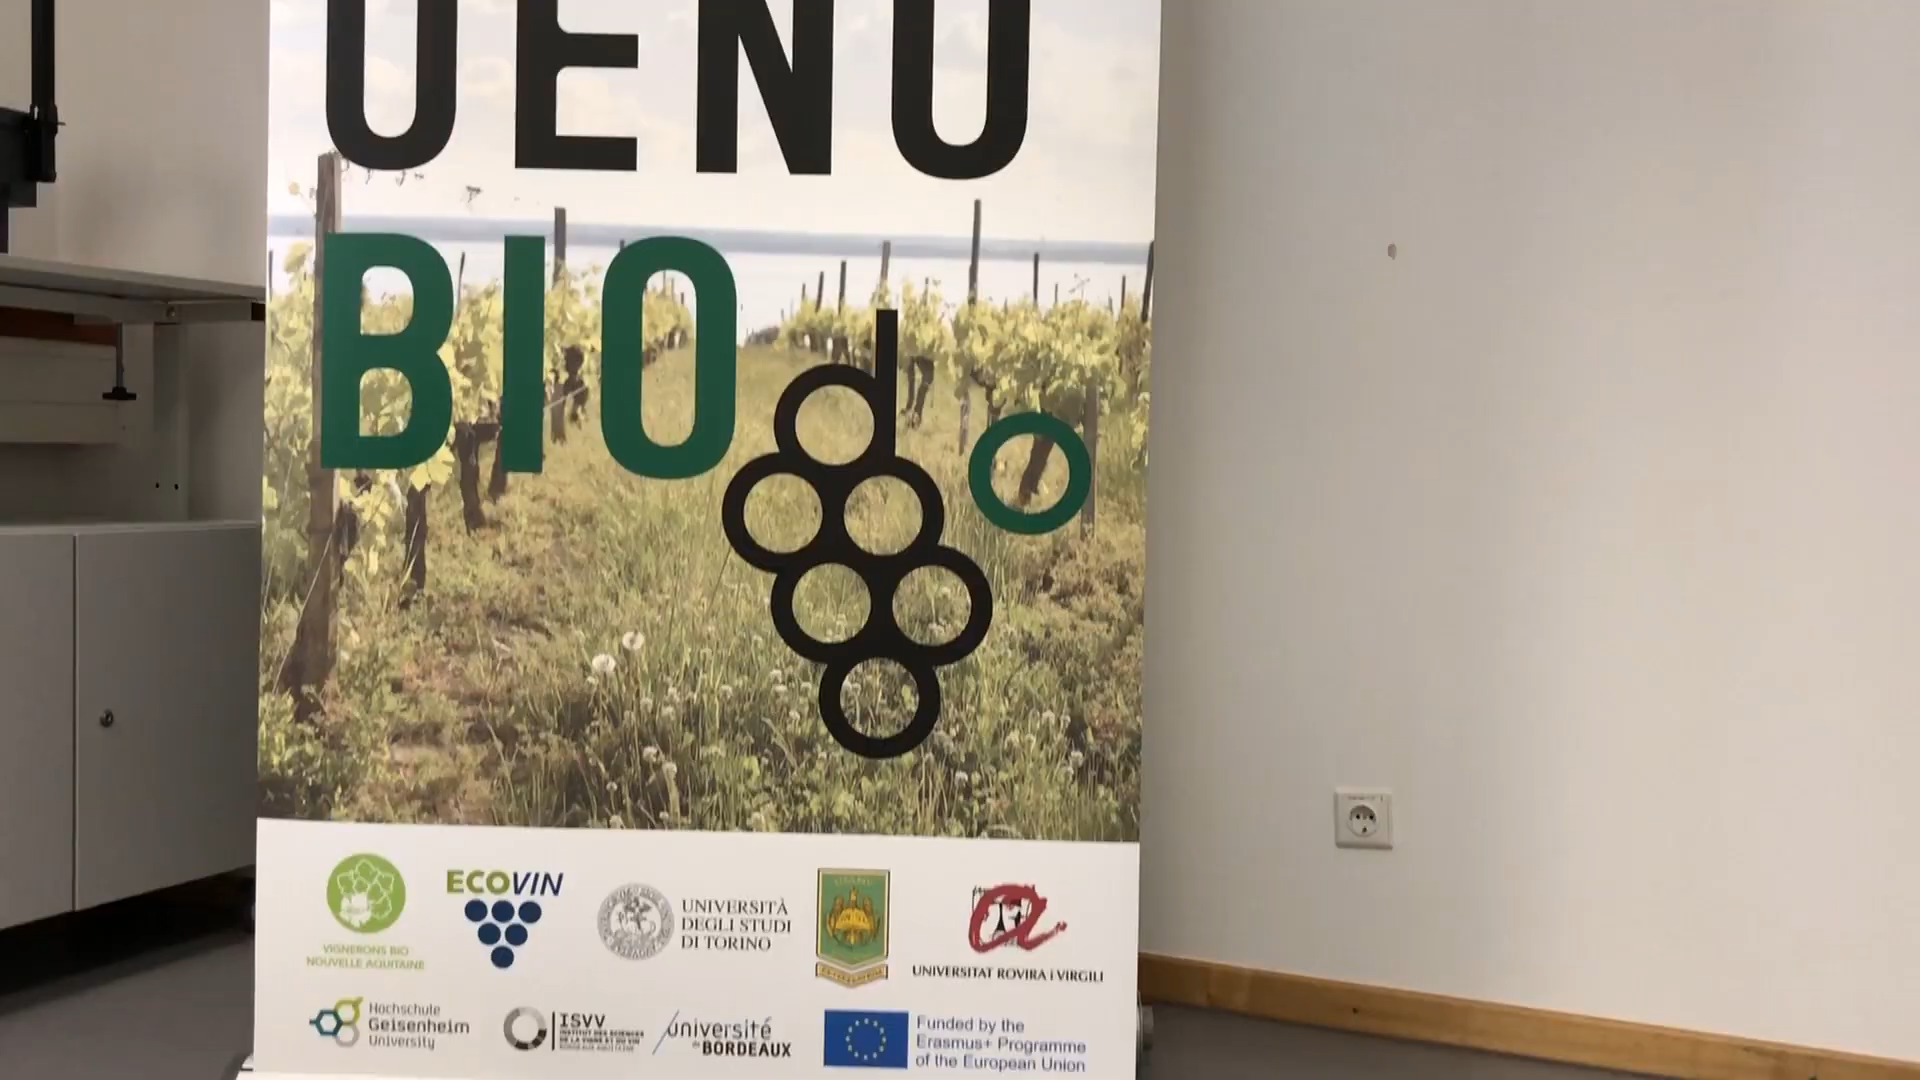 OENO
BIO
VIGNERONS BIO
NOUVELLE AQUITAINE
ECOVIN
UNIVERSITÀ
DEGLI STUDI
DI TORINO
UNIVERSITAT ROVIRA i VIRGILI
Hochschule
Geisenheim
University
ISVV
INSTITUT DES SCIENCES
DE LA VIGNE ET DU VIN
université
de BORDEAUX
Funded by the
Erasmus+ Programme
of the European Union